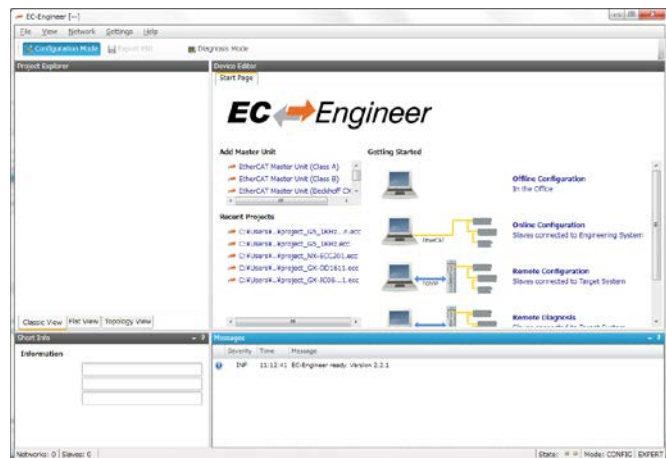 EC-Engineer [--]
File View Network Settings Help
Configuration Mode Export ENI Diagnosis Mode
Project Explorer
Classic View Flat View Topology View
Device Editor
Start Page
EC Engineer
Add Master Unit
EtherCAT Master Unit (Class A)
EtherCAT Master Unit (Class B)
EtherCAT Master Unit (Beckhoff CX
Recent Projects
Getting Started
Offline Configuration
In the Office
Online Configuration
Slaves connected to Engineering System
EtherCAT
Remote Configuration
Slaves connected to Target System
TCP/IP
Remote Diagnosis
Short Info
Information
Messages
Severity Time Message
INF 11:12:41 EC-Engineer ready. Version 2.2.1
Networks: 0 Slaves: 0
State: Mode: CONFIG EXPERT